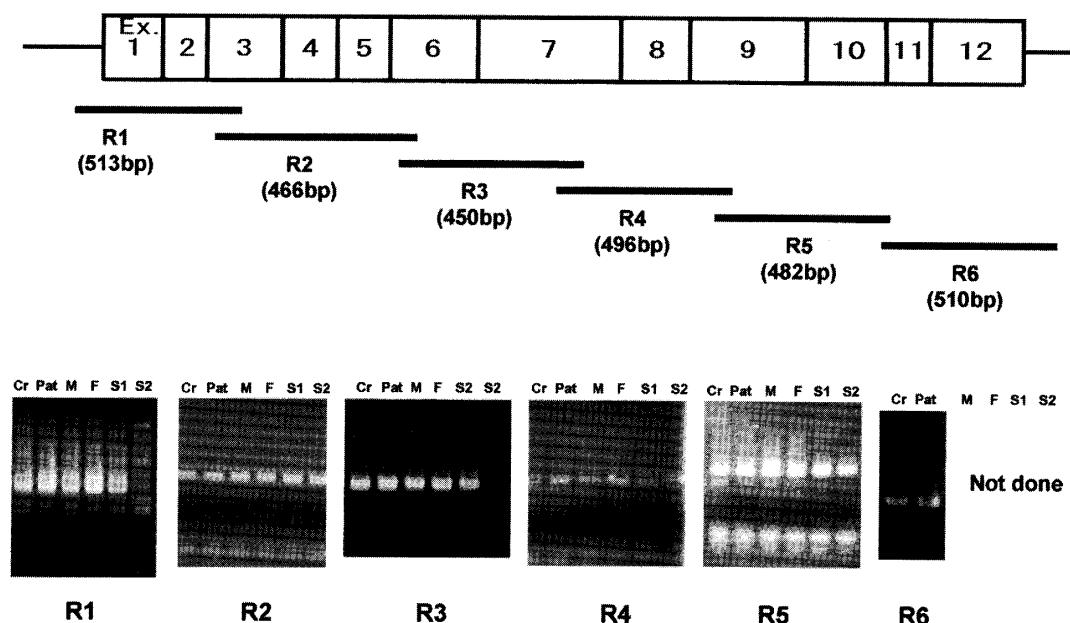 Ex.
1 2 3 4 5 6 7 8 9 10 11 12
R1
(513bp)
R2
(466bp)
R3
(450bp)
R4
(496bp)
R5
(482bp)
R6
(510bp)
Cr Pat M F S1 S2
Cr Pat M F S1 S2
Cr Pat M F S2 S2
Cr Pat M F S1 S2
Cr Pat M F S1 S2
Cr Pat M F S1 S2
Not done
R1 R2 R3 R4 R5 R6